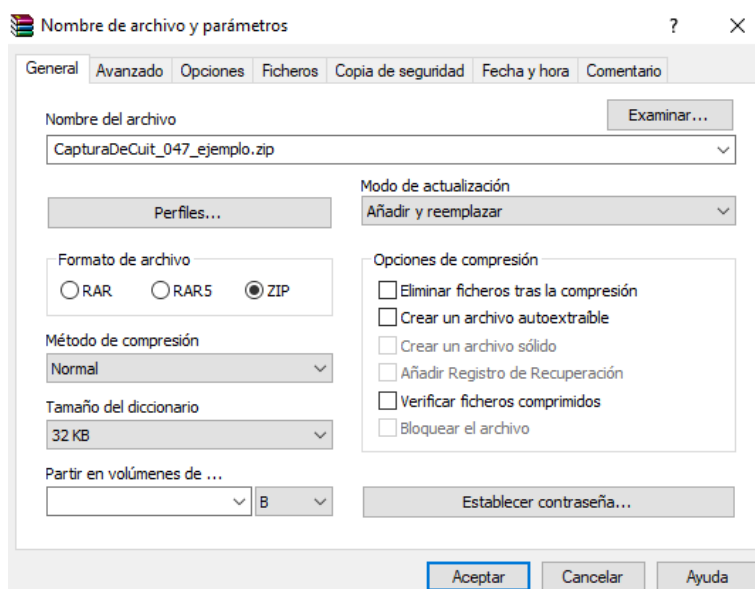 Nombre de archivo y parámetros
General Avanzado Opciones Ficheros Copia de seguridad Fecha y hora Comentario
Nombre del archivo
Examinar...
CapturaDeCuit_047_ejemplo.zip
Perfiles...
Modo de actualización
Añadir y reemplazar
Formato de archivo
RAR RAR5 ZIP
Método de compresión
Normal
Tamaño del diccionario
32 KB
Partir en volúmenes de ...
B
Opciones de compresión
Eliminar ficheros tras la compresión
Crear un archivo autoextraíble
Crear un archivo sólido
Añadir Registro de Recuperación
Verificar ficheros comprimidos
Bloquear el archivo
Establecer contraseña...
Aceptar Cancelar Ayuda